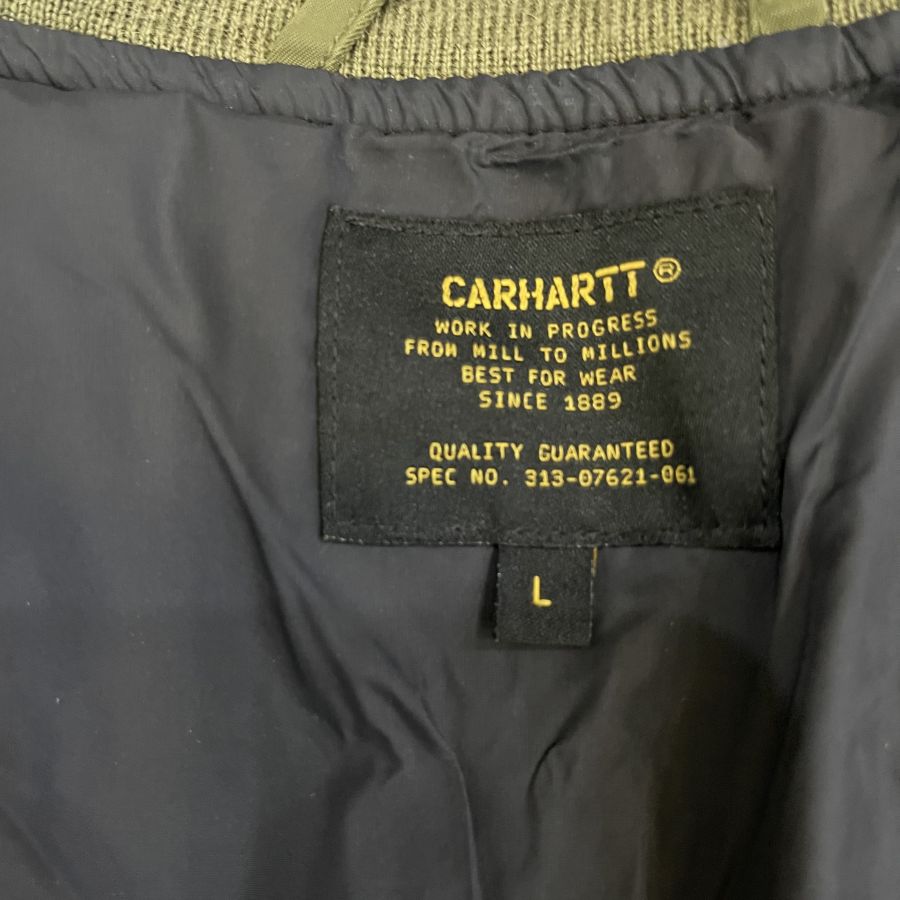 CARHARTT®
WORK IN PROGRESS
FROM MILL TO MILLIONS
BEST FOR WEAR
SINCE 1889
QUALITY GUARANTEED
SPEC NO. 313-07621-061
L